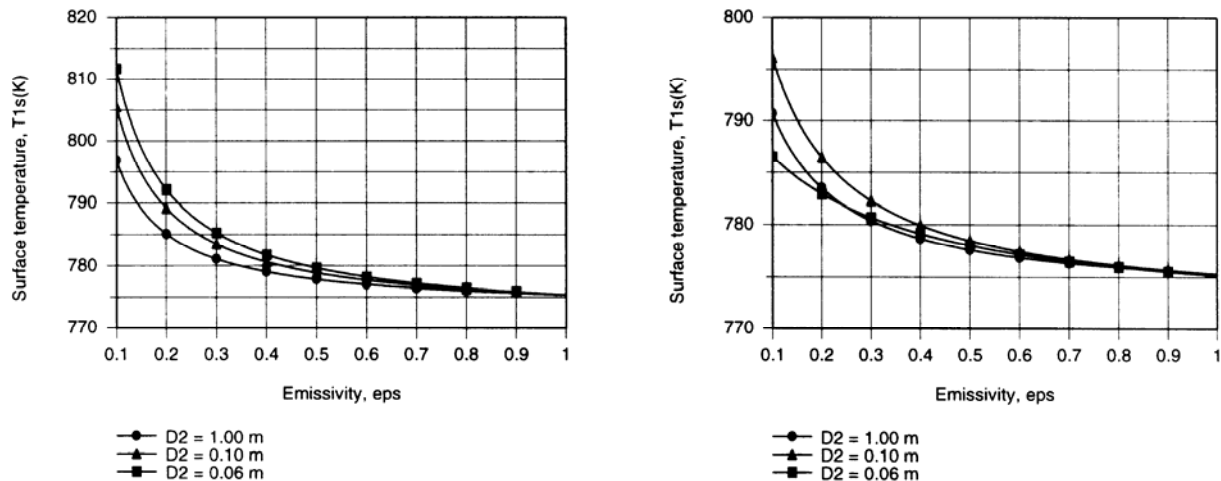 820
810
800
790
780
770
Surface temperature, T1s(K)
0.1 0.2 0.3 0.4 0.5 0.6 0.7 0.8 0.9 1
Emissivity, eps
D2 = 1.00 m
D2 = 0.10 m
D2 = 0.06 m
800
790
780
770
Surface temperature, T1s(K)
0.1 0.2 0.3 0.4 0.5 0.6 0.7 0.8 0.9 1
Emissivity, eps
D2 = 1.00 m
D2 = 0.10 m
D2 = 0.06 m